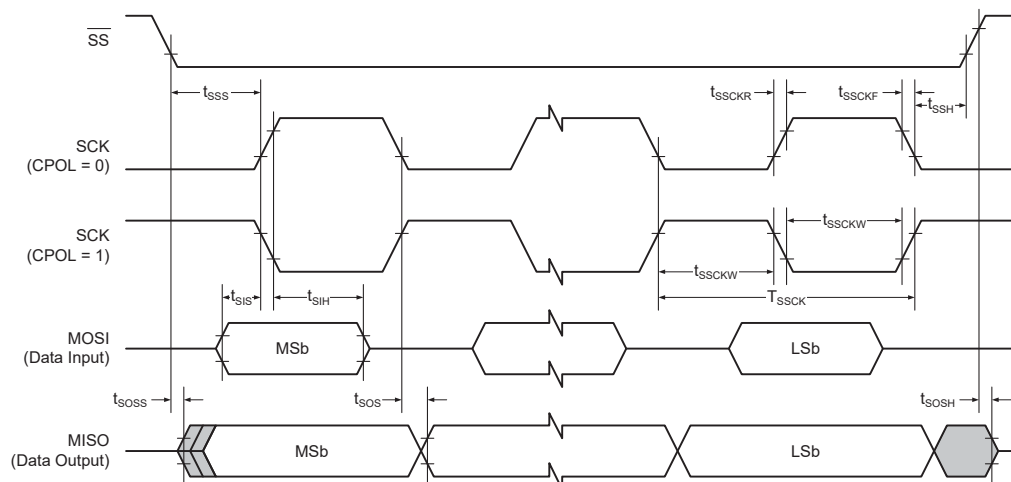 SS
tSSS
tSSCKR
tSSCKF
tSSH
SCK
(CPOL = 0)
SCK
(CPOL = 1)
tSSCKW
tSSCKW
tSIS
tSIH
TSSCK
MOSI
(Data Input)
MSb
LSb
tSOSS
tSOS
tSOSH
MISO
(Data Output)
MSb
LSb